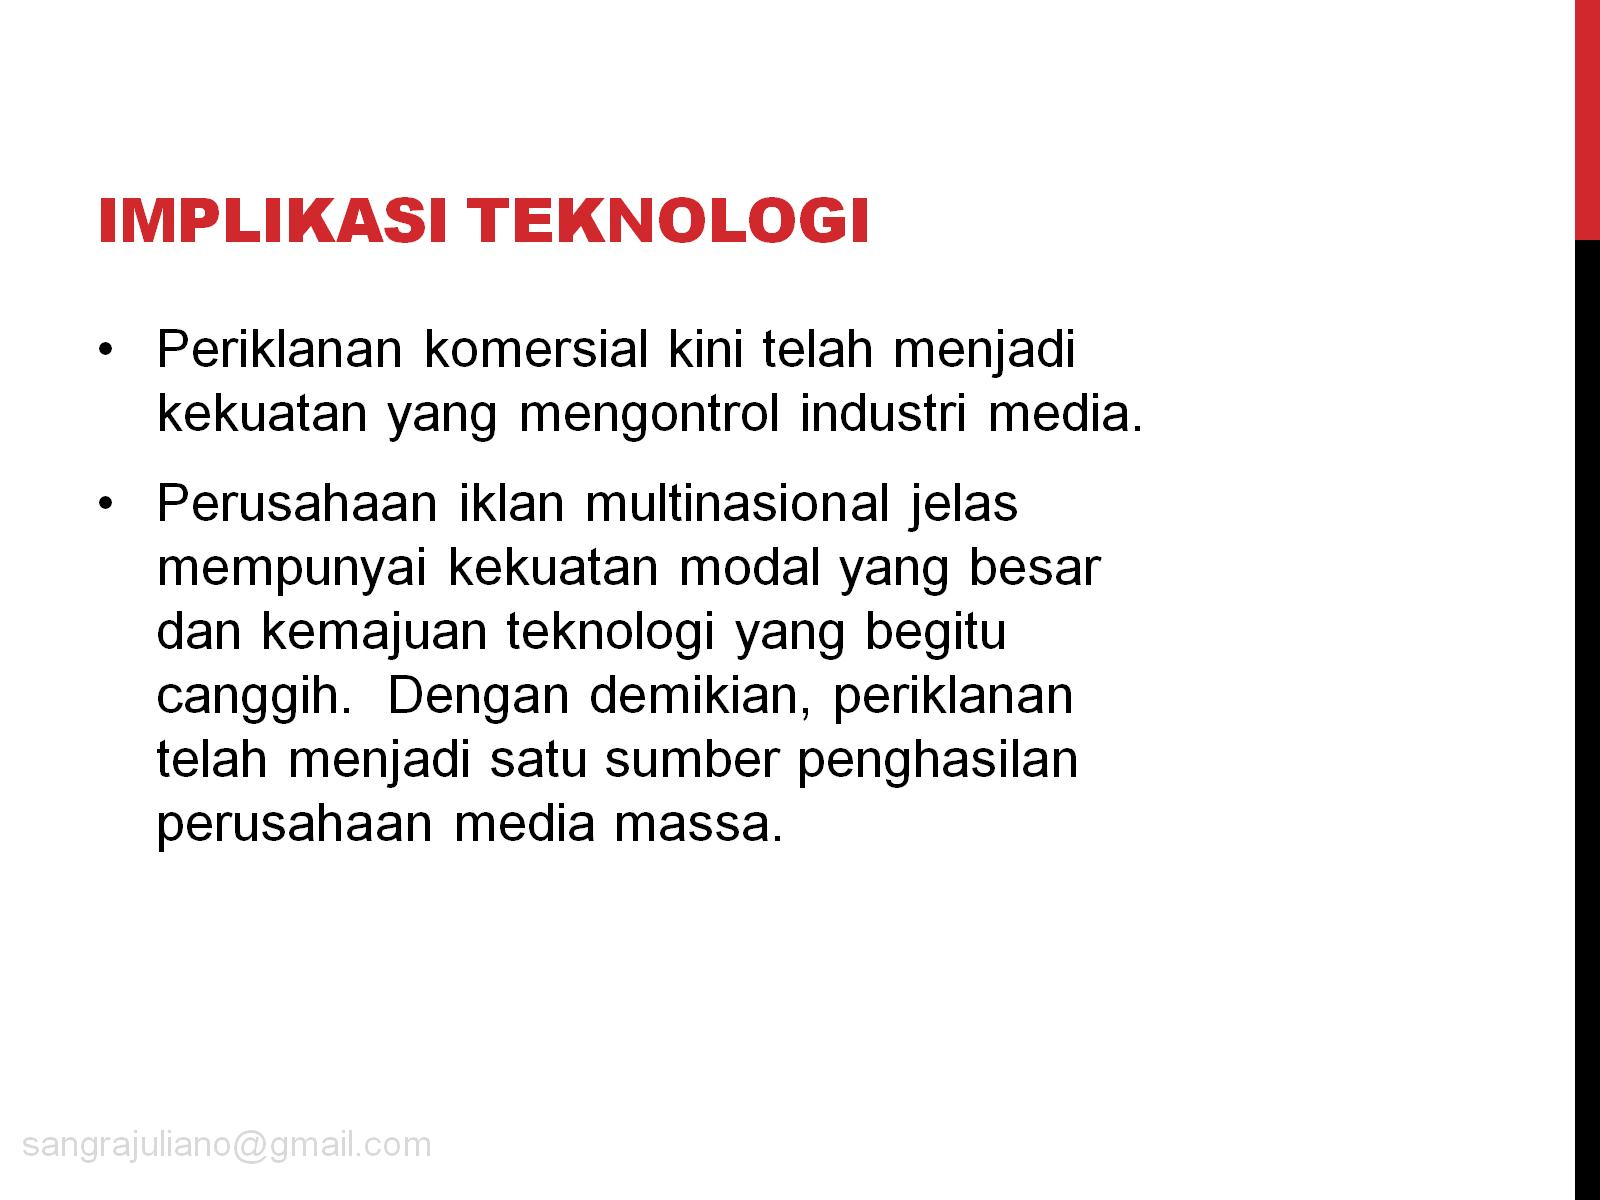 IMPLIKASI TEKNOLOGI
• Periklanan komersial kini telah menjadi
kekuatan yang mengontrol industri media.
• Perusahaan iklan multinasional jelas
mempunyai kekuatan modal yang besar
dan kemajuan teknologi yang begitu
canggih.  Dengan demikian, periklanan
telah menjadi satu sumber penghasilan
perusahaan media massa.
sangrajuliano@gmail.com